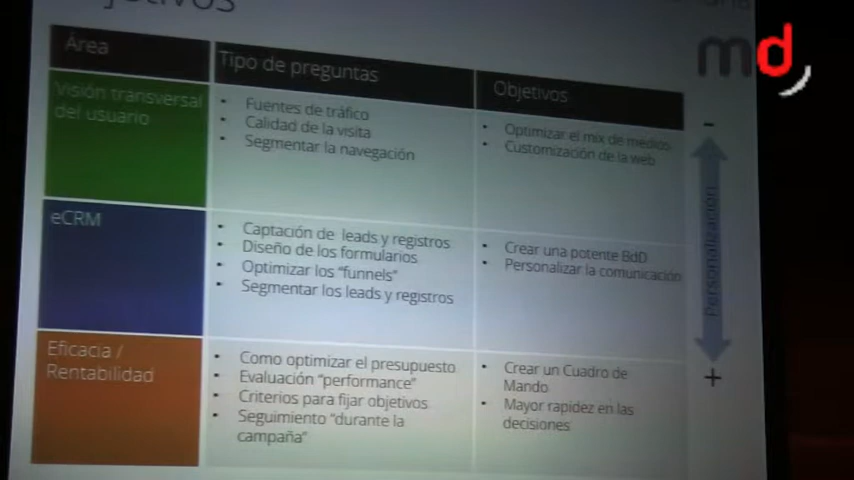 Objetivos
md
Área
Tipo de preguntas
Objetivos
Visión transversal
del usuario
• Fuentes de tráfico
• Calidad de la visita
• Segmentar la navegación
• Optimizar el mix de medios
• Customización de la web
eCRM
• Captación de leads y registros
• Diseño de los formularios
• Optimizar los "funnels"
• Segmentar los leads y registros
• Crear una potente BdD
• Personalizar la comunicación
Eficacia /
Rentabilidad
• Como optimizar el presupuesto
• Evaluación "performance"
• Criterios para fijar objetivos
• Seguimiento "durante la
campaña"
• Crear un Cuadro de
Mando
• Mayor rapidez en las
decisiones
-
Personalización
+